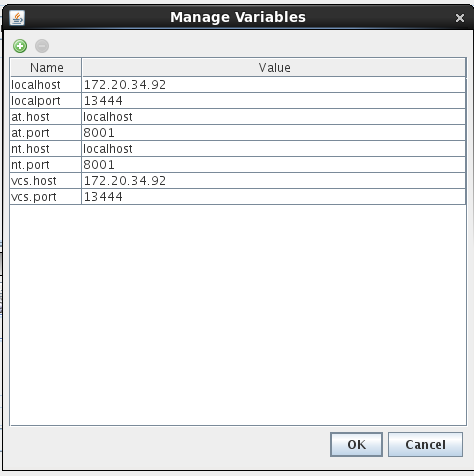 Manage Variables
Name Value
localhost 172.20.34.92
localport 13444
at.host localhost
at.port 8001
nt.host localhost
nt.port 8001
vcs.host 172.20.34.92
vcs.port 13444
OK Cancel